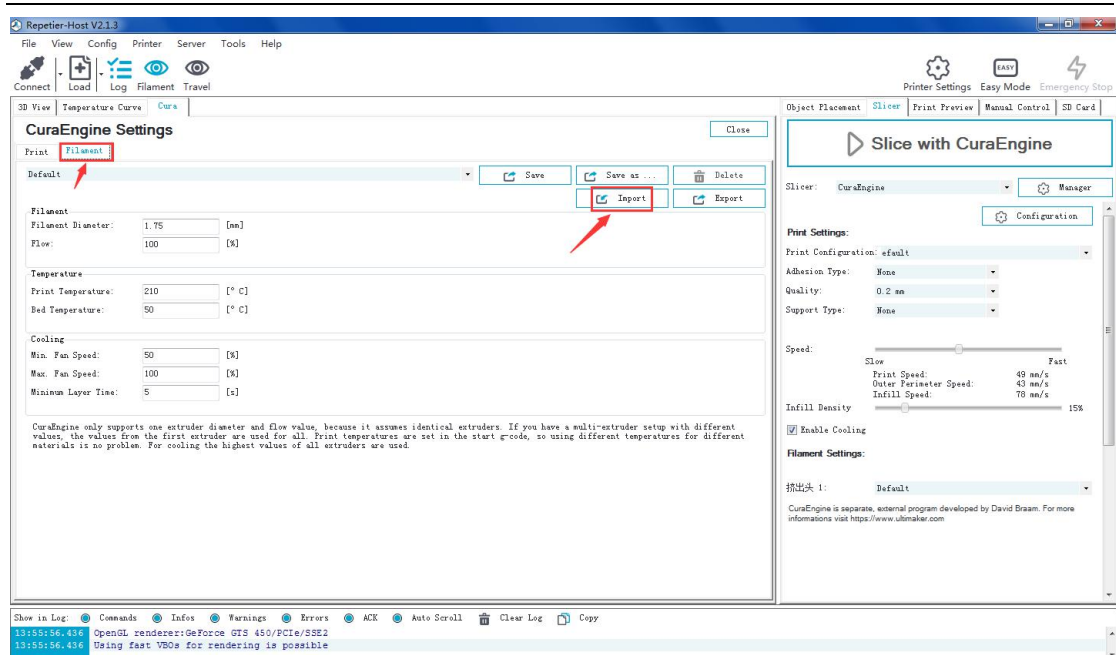 Repetier-Host V2.1.3
File View Config Printer Server Tools Help
Connect Load Log Filament Travel Printer Settings EASY Easy Mode Emergency Stop
3D View Temperature Curve Cura
Object Placement Slicer Print Preview Manual Control SD Card
CuraEngine Settings Close
Print Filament
Default Save Save as ... Delete
Import Export
Filament
Filament Diameter: 1.75 [mm]
Flow: 100 [%]
Temperature
Print Temperature: 210 [° C]
Bed Temperature: 50 [° C]
Cooling
Min. Fan Speed: 50 [%]
Max. Fan Speed: 100 [%]
Minimum Layer Time: 5 [s]
CuraEngine only supports one extruder diameter and flow value, because it assumes identical extruders. If you have a multi-extruder setup with different
values, the values from the first extruder are used for all. Print temperatures are set in the start g-code, so using different temperatures for different
materials is no problem. For cooling the highest values of all extruders are used.
Slice with CuraEngine
Slicer: CuraEngine Manager
Configuration
Print Settings:
Print Configuration: efault
Adhesion Type: None
Quality: 0.2 mm
Support Type: None
Speed:
Slow Fast
Print Speed: 49 mm/s
Outer Perimeter Speed: 43 mm/s
Infill Speed: 78 mm/s
Infill Density 15%
Enable Cooling
Filament Settings:
挤出头 1: Default
CuraEngine is separate, external program developed by David Braam. For more
informations visit https://www.ultimaker.com
Show in Log: Commands Infos Warnings Errors ACK Auto Scroll Clear Log Copy
13:55:56.436 OpenGL renderer:GeForce GTS 450/PCIe/SSE2
13:55:56.436 Using fast VBOs for rendering is possible